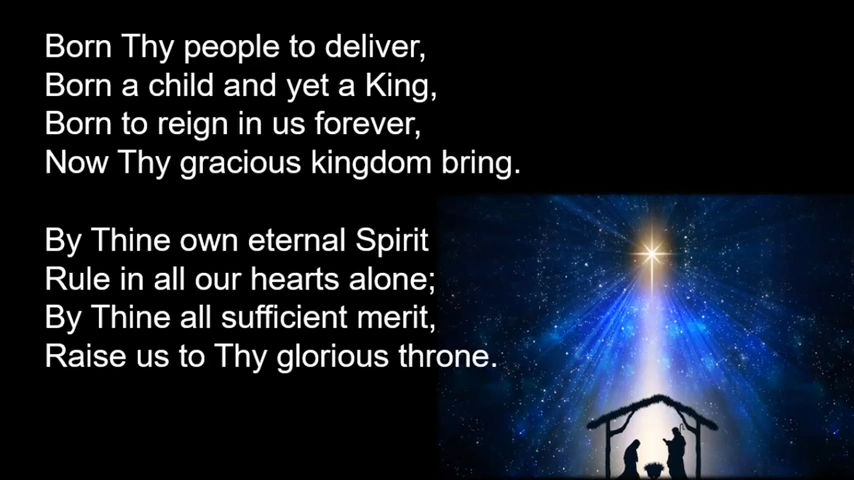 Born Thy people to deliver,
Born a child and yet a King,
Born to reign in us forever,
Now Thy gracious kingdom bring.
By Thine own eternal Spirit
Rule in all our hearts alone;
By Thine all sufficient merit,
Raise us to Thy glorious throne.